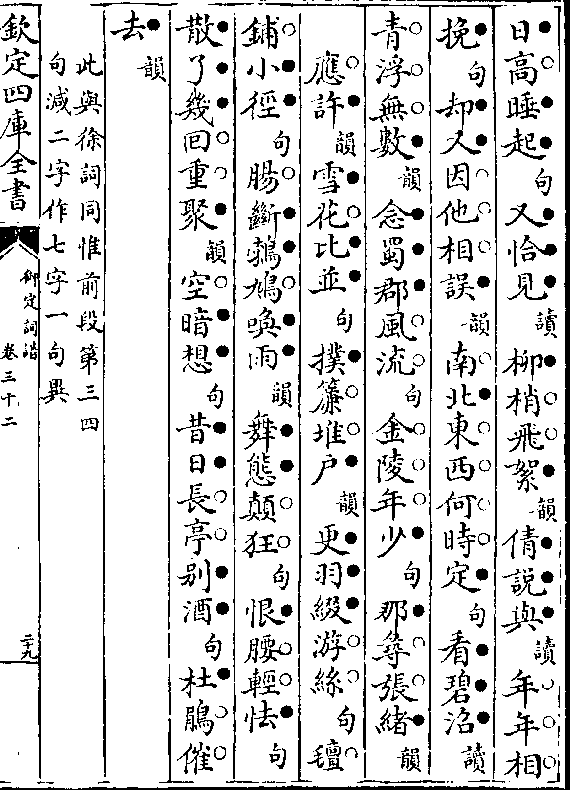 日高睡起句又恰見讀柳梢飛絮韻倩說與讀年年相
挽句却又因他相誤韻南北東西何時定句看碧沼讀
青浮無數韻念蜀郡風流句金陵年少句那尋張緒韻
應許韻雪花比並句撲簾堆户韻更羽綴游絲句氊
鋪小徑句腸斷鵓鳩喚雨韻舞態顛狂句恨腰輕怯句
散了幾回重聚韻空暗想句昔日長亭别酒句杜鵑催
去韻
此與徐詞同惟前段第三四
句減二字作七字一句異
欽定四庫全書
御定詞譜
卷三十二
二九